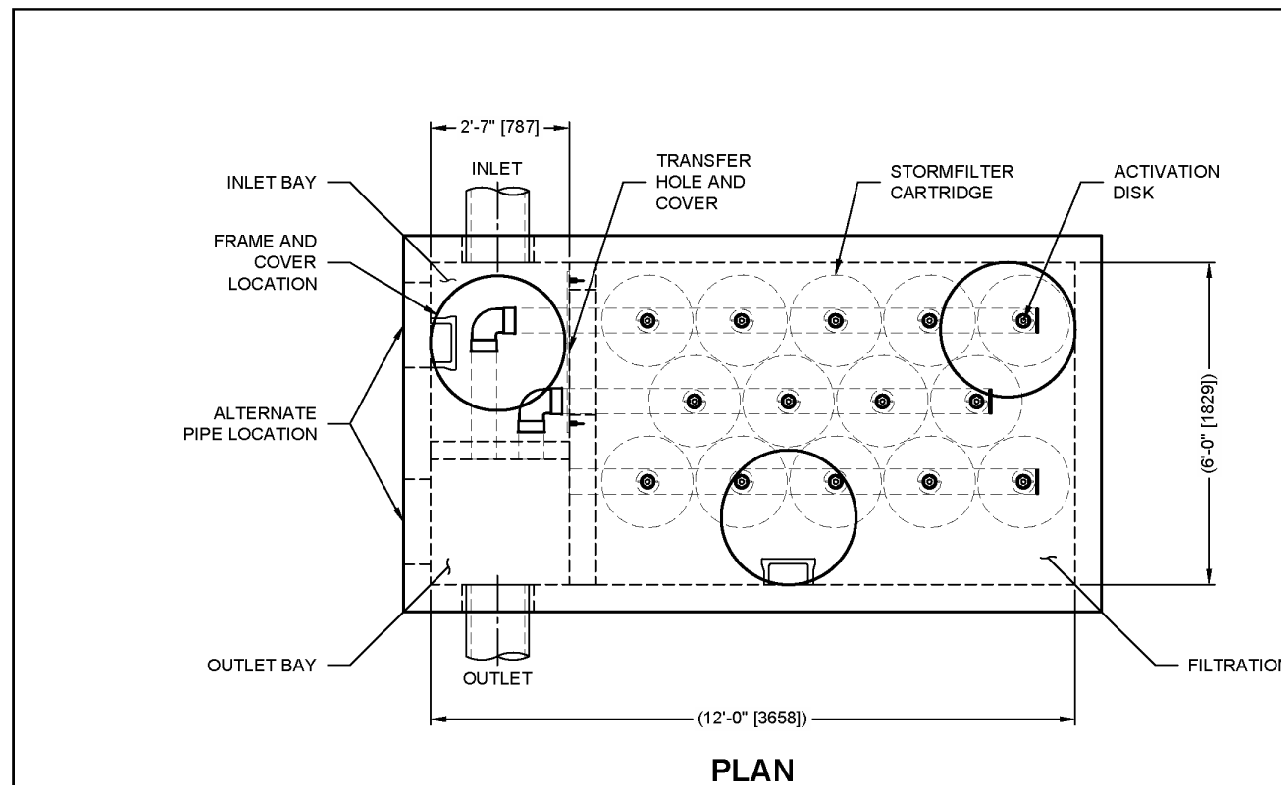 2'-7" [787]
INLET
INLET BAY
TRANSFER
HOLE AND
COVER
STORMFILTER
CARTRIDGE
ACTIVATION
DISK
FRAME AND
COVER
LOCATION
ALTERNATE
PIPE LOCATION
(6'-0" [1829])
OUTLET BAY
OUTLET
FILTRATION
(12'-0" [3658])
PLAN